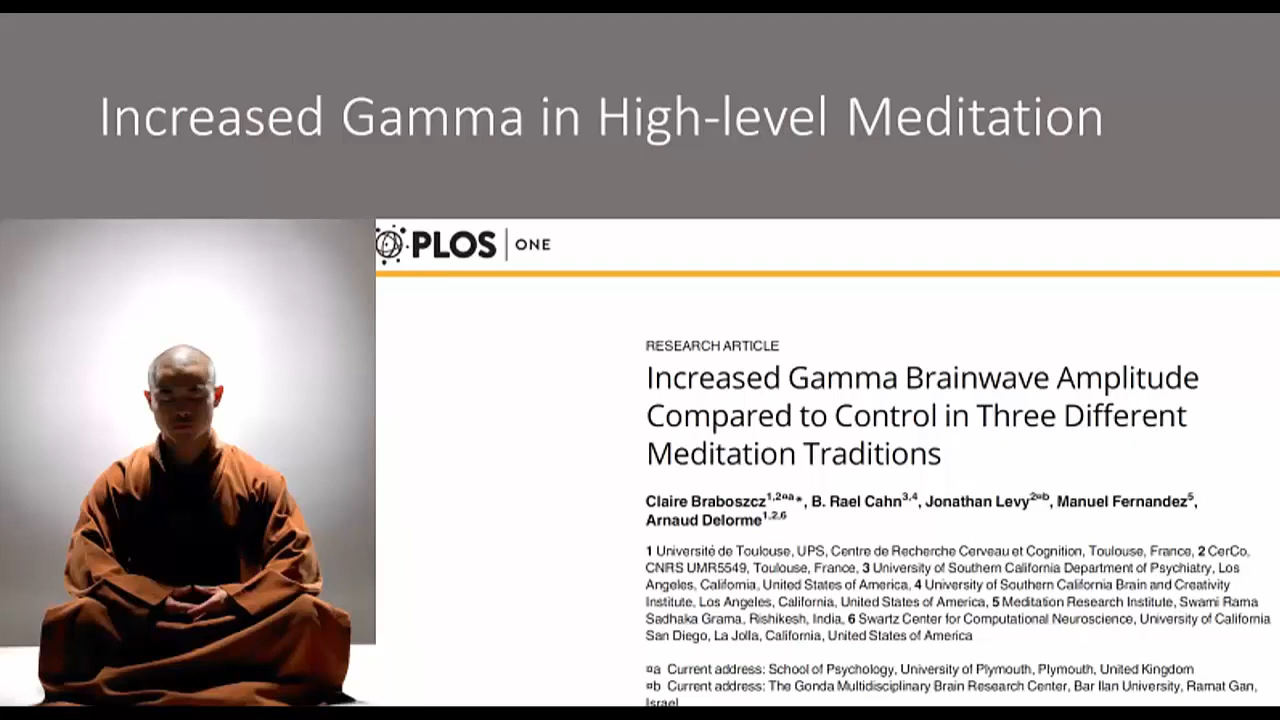 Increased Gamma in High-level Meditation
PLOS | ONE
RESEARCH ARTICLE
Increased Gamma Brainwave Amplitude
Compared to Control in Three Different
Meditation Traditions
Claire Braboszcz1,2¤a*, B. Rael Cahn3,4, Jonathan Levy2¤b, Manuel Fernandez5,
Arnaud Delorme1,2,6
1 Université de Toulouse, UPS, Centre de Recherche Cerveau et Cognition, Toulouse, France, 2 CerCo,
CNRS UMR5549, Toulouse, France, 3 University of Southern California Department of Psychiatry, Los
Angeles, California, United States of America, 4 University of Southern California Brain and Creativity
Institute, Los Angeles, California, United States of America, 5 Meditation Research Institute, Swami Rama
Sadhaka Grama, Rishikesh, India, 6 Swartz Center for Computational Neuroscience, University of California
San Diego, La Jolla, California, United States of America
¤a Current address: School of Psychology, University of Plymouth, Plymouth, United Kingdom
¤b Current address: The Gonda Multidisciplinary Brain Research Center, Bar Ilan University, Ramat Gan,
Israel